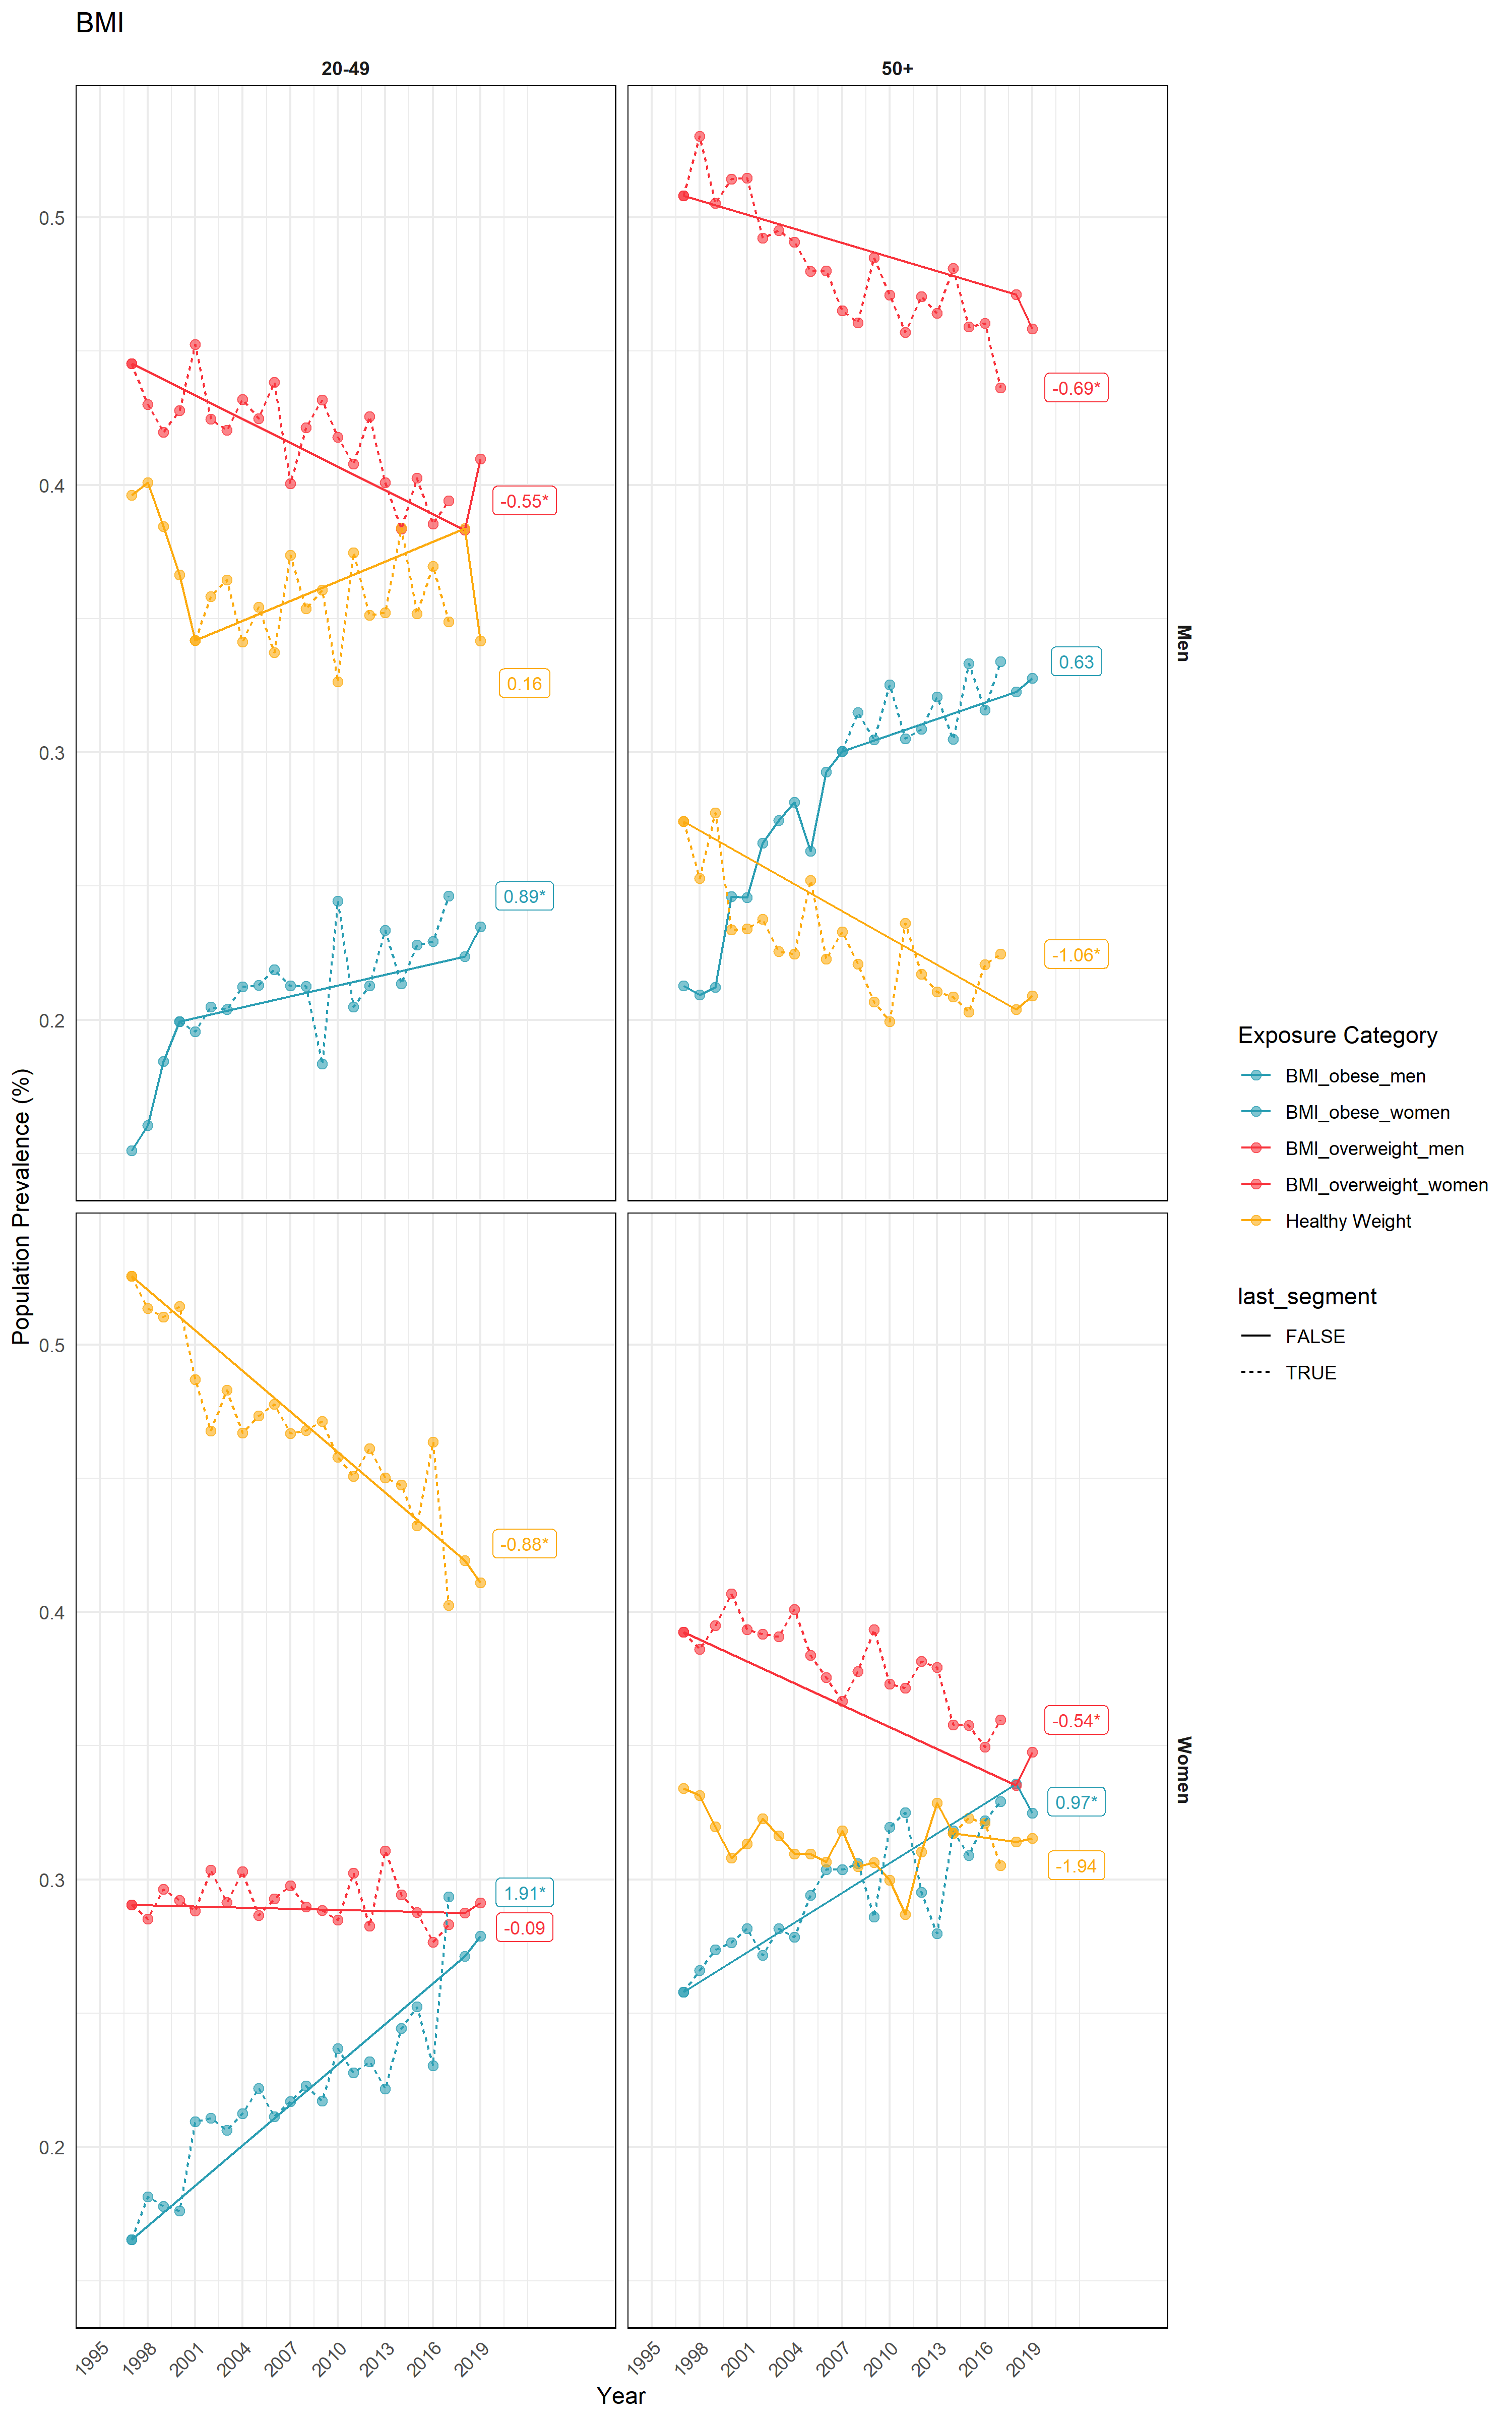 BMI
20-49
50+
Population Prevalence (%)
0.5
0.4
0.3
0.2
-0.55*
0.16
0.89*
-0.69*
0.63
-1.06*
Men
0.5
0.4
0.3
0.2
-0.88*
1.91*
-0.09
-0.54*
0.97*
-1.94
Women
1995
1998
2001
2004
2007
2010
2013
2016
2019
1995
1998
2001
2004
2007
2010
2013
2016
2019
Year
Exposure Category
BMI_obese_men
BMI_obese_women
BMI_overweight_men
BMI_overweight_women
Healthy Weight
last_segment
FALSE
TRUE